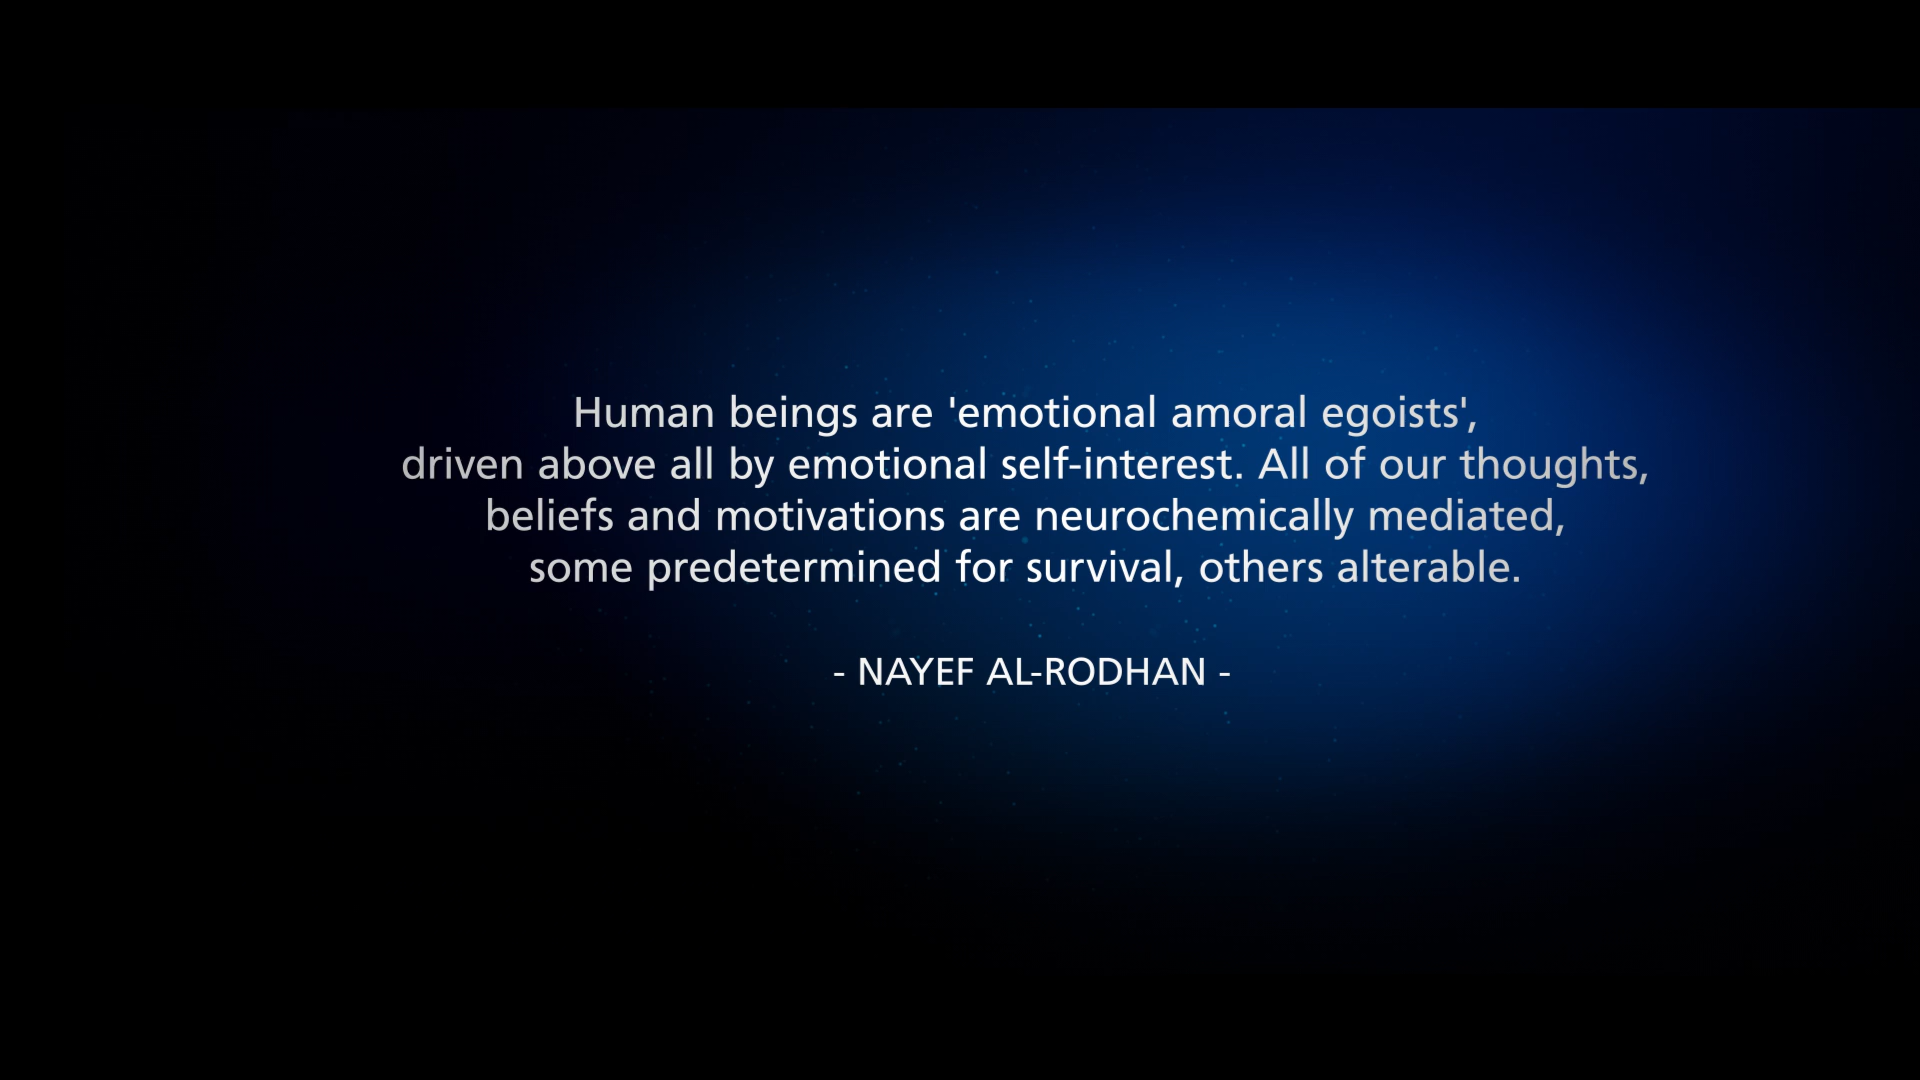 Human beings are 'emotional amoral egoists',
driven above all by emotional self-interest. All of our thoughts,
beliefs and motivations are neurochemically mediated,
some predetermined for survival, others alterable.
- NAYEF AL-RODHAN -